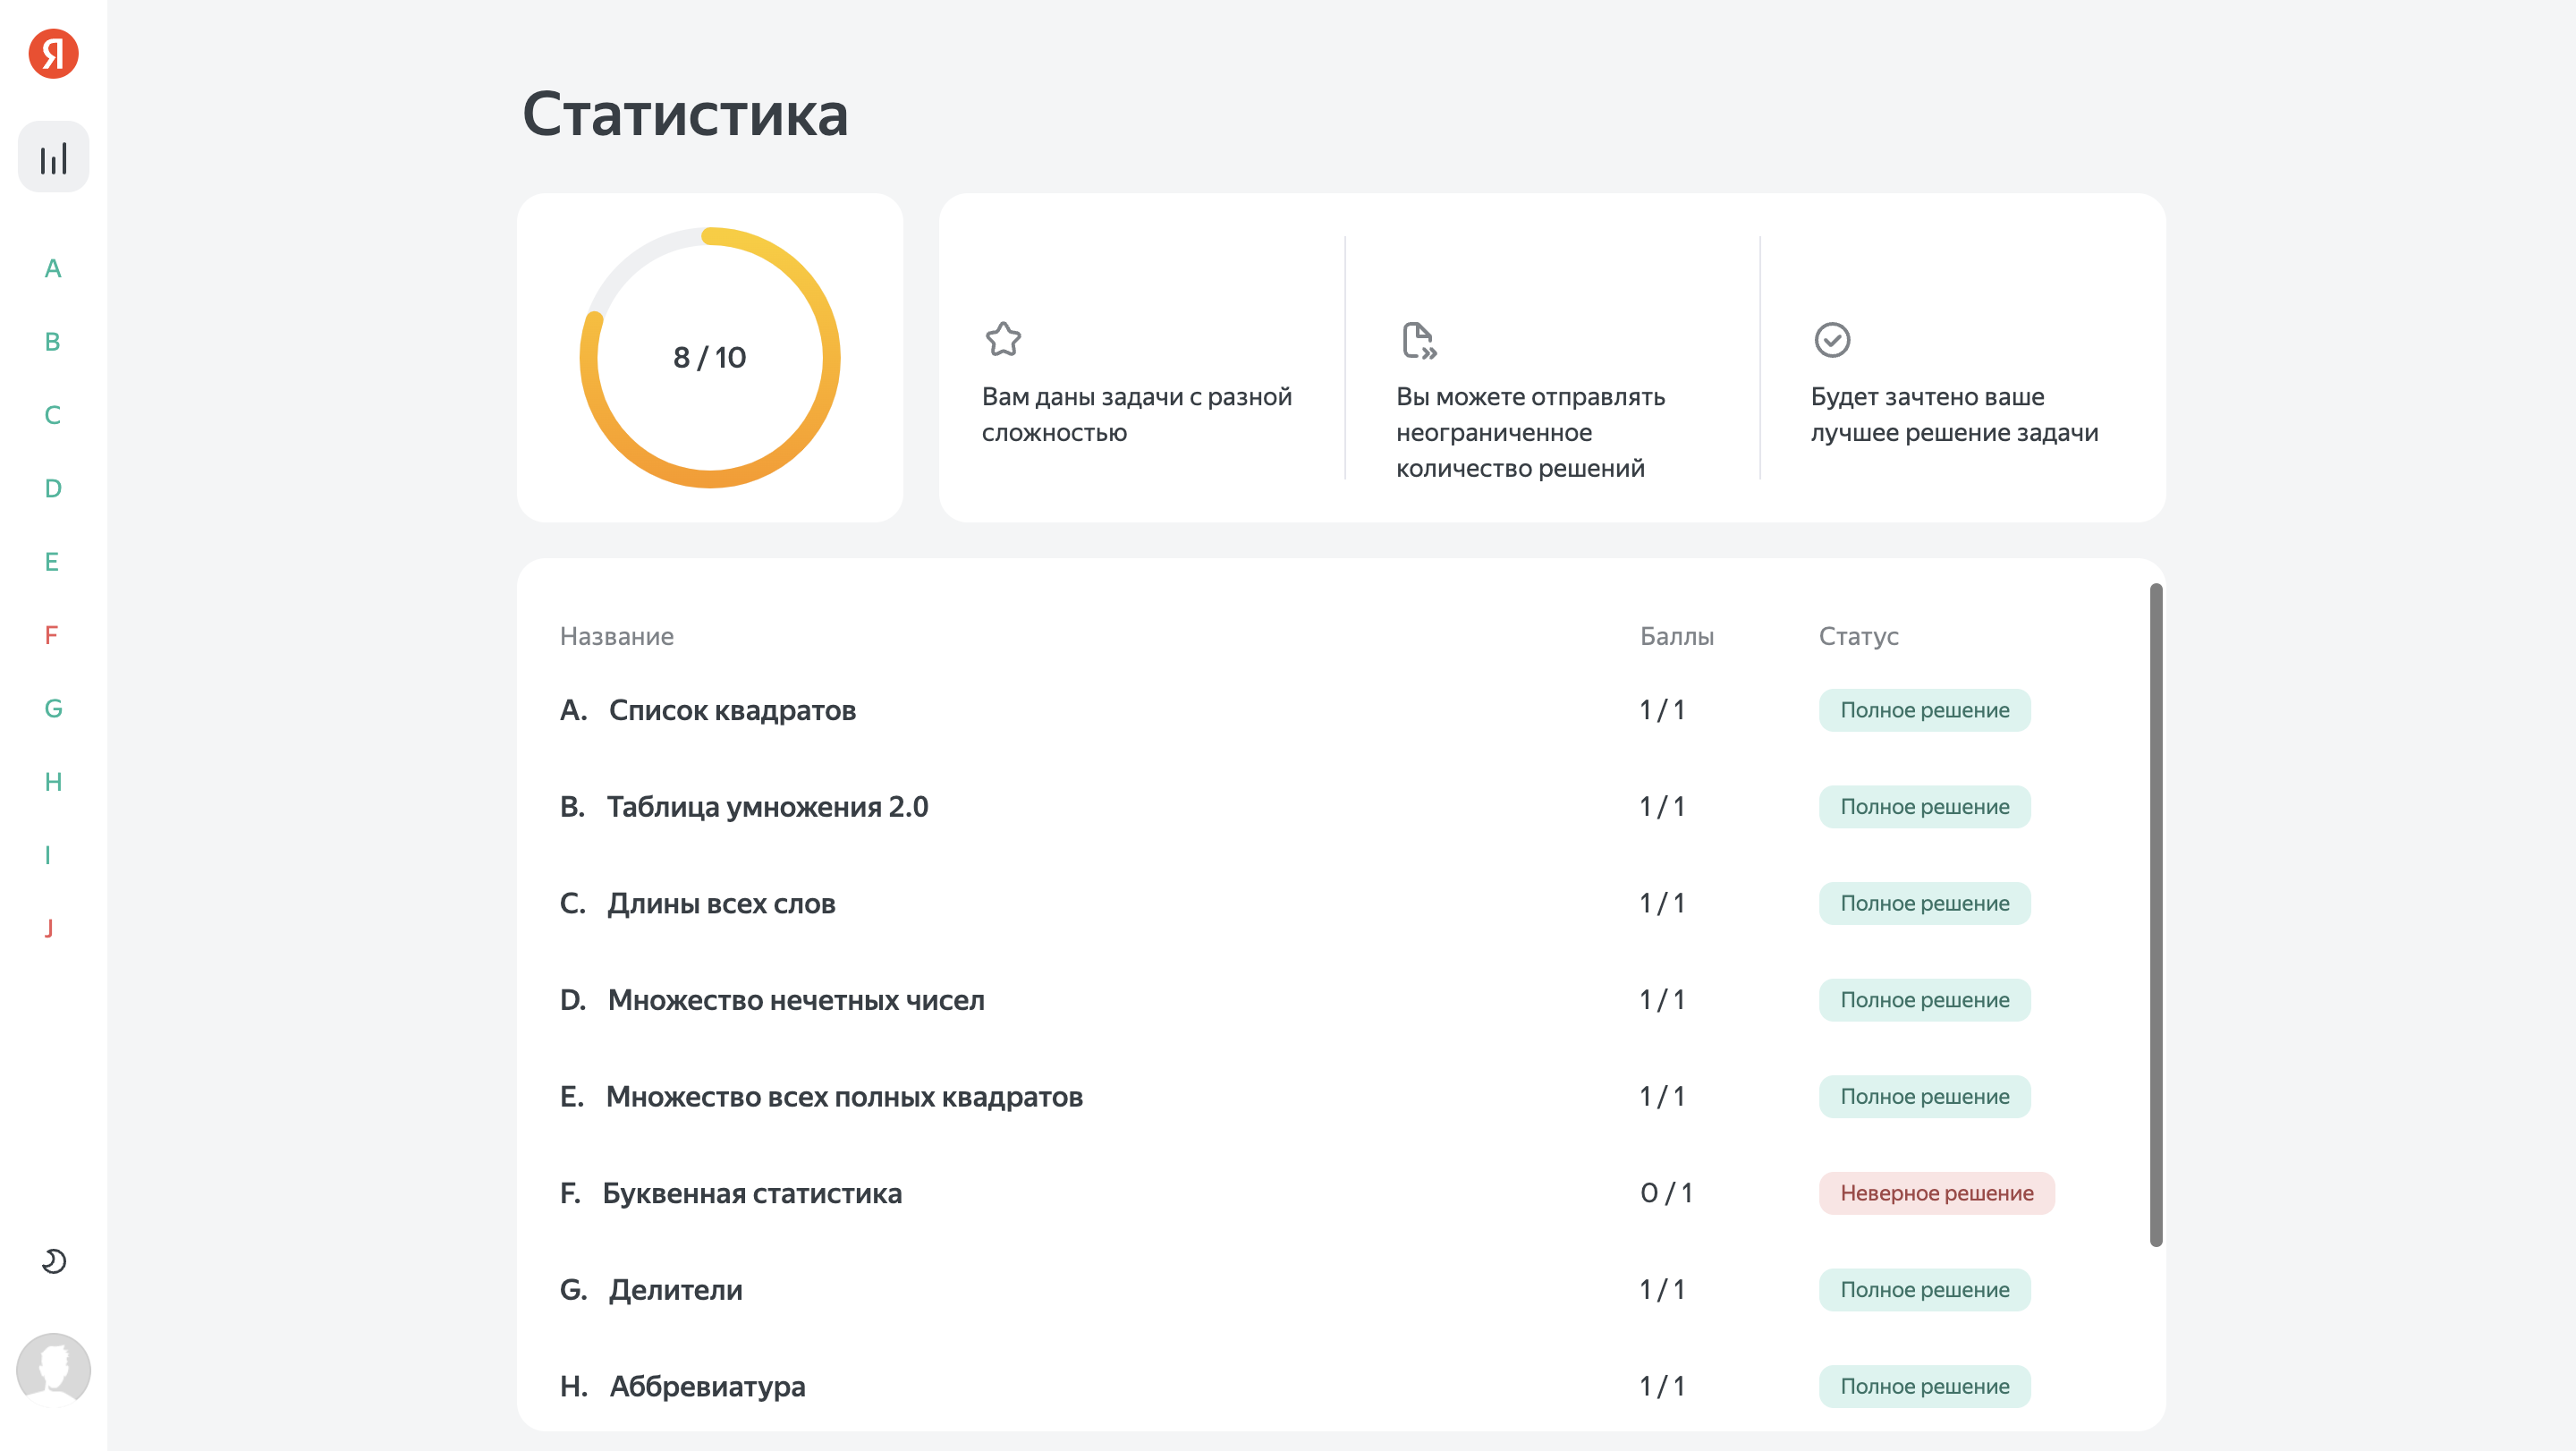 Я
A
B
C
D
E
F
G
H
I
J
Статистика
8 / 10
Вам даны задачи с разной
сложностью
Вы можете отправлять
неограниченное
количество решений
Будет зачтено ваше
лучшее решение задачи
Название Баллы Статус
A. Список квадратов 1 / 1 Полное решение
B. Таблица умножения 2.0 1 / 1 Полное решение
C. Длины всех слов 1 / 1 Полное решение
D. Множество нечетных чисел 1 / 1 Полное решение
E. Множество всех полных квадратов 1 / 1 Полное решение
F. Буквенная статистика 0 / 1 Неверное решение
G. Делители 1 / 1 Полное решение
H. Аббревиатура 1 / 1 Полное решение